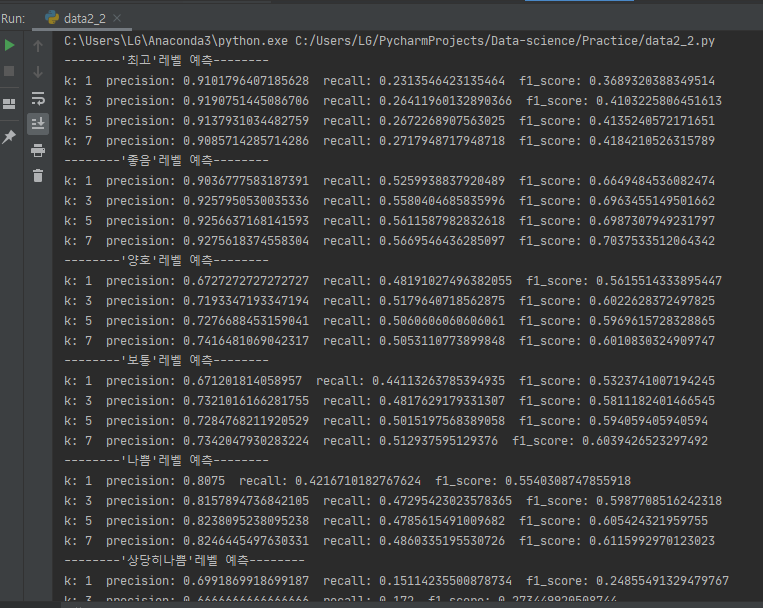 Run: data2_2
C:\Users\LG\Anaconda3\python.exe C:/Users/LG/PycharmProjects/Data-science/Practice/data2_2.py
--------'최고'레벨 예측--------
k: 1  precision: 0.9101796407185628  recall: 0.2313546423135464  f1_score: 0.3689320388349514
k: 3  precision: 0.9190751445086706  recall: 0.26411960132890366  f1_score: 0.4103225806451613
k: 5  precision: 0.9137931034482759  recall: 0.2672268907563025  f1_score: 0.4135240572171651
k: 7  precision: 0.9085714285714286  recall: 0.2717948717948718  f1_score: 0.4184210526315789
--------'좋음'레벨 예측--------
k: 1  precision: 0.9036777583187391  recall: 0.5259938837920489  f1_score: 0.6649484536082474
k: 3  precision: 0.9257950530035336  recall: 0.5580404685835996  f1_score: 0.6963455149501662
k: 5  precision: 0.9256637168141593  recall: 0.5611587982832618  f1_score: 0.6987307949231797
k: 7  precision: 0.9275618374558304  recall: 0.5669546436285097  f1_score: 0.7037533512064342
--------'양호'레벨 예측--------
k: 1  precision: 0.6727272727272727  recall: 0.48191027496382055  f1_score: 0.5615514333895447
k: 3  precision: 0.7193347193347194  recall: 0.5179640718562875  f1_score: 0.6022628372497825
k: 5  precision: 0.7276688453159041  recall: 0.5060606060606061  f1_score: 0.5969615728328865
k: 7  precision: 0.7416481069042317  recall: 0.5053110773899848  f1_score: 0.6010830324909747
--------'보통'레벨 예측--------
k: 1  precision: 0.671201814058957  recall: 0.44113263785394935  f1_score: 0.5323741007194245
k: 3  precision: 0.7321016166281755  recall: 0.4817629179331307  f1_score: 0.5811182401466545
k: 5  precision: 0.7284768211920529  recall: 0.5015197568389058  f1_score: 0.594059405940594
k: 7  precision: 0.7342047930283224  recall: 0.512937595129376  f1_score: 0.6039426523297492
--------'나쁨'레벨 예측--------
k: 1  precision: 0.8075  recall: 0.4216710182767624  f1_score: 0.5540308747855918
k: 3  precision: 0.8157894736842105  recall: 0.47295423023578365  f1_score: 0.5987708516242318
k: 5  precision: 0.8238095238095238  recall: 0.4785615491009682  f1_score: 0.605424321959755
k: 7  precision: 0.8246445497630331  recall: 0.4860335195530726  f1_score: 0.6115992970123023
--------'상당히나쁨'레벨 예측--------
k: 1  precision: 0.6991869918699187  recall: 0.15114235500878734  f1_score: 0.24855491329479767
k: 3  precision: 0.6666666666666666  recall: 0.172  f1_score: 0.273449920508744